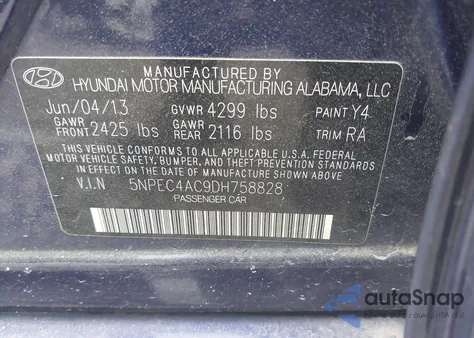 MANUFACTURED BY
HYUNDAI MOTOR MANUFACTURING ALABAMA, LLC
Jun/04/13 GVWR 4299 lbs PAINT Y4
GAWR FRONT 2425 lbs GAWR REAR 2116 lbs TRIM RA
THIS VEHICLE CONFORMS TO ALL APPLICABLE U.S.A. FEDERAL
MOTOR VEHICLE SAFETY, BUMPER, AND THEFT PREVENTION STANDARDS
IN EFFECT ON THE DATE OF MANUFACTURE SHOWN ABOVE.
V.I.N 5NPEC4AC9DH758828
PASSENGER CAR
autoSnap